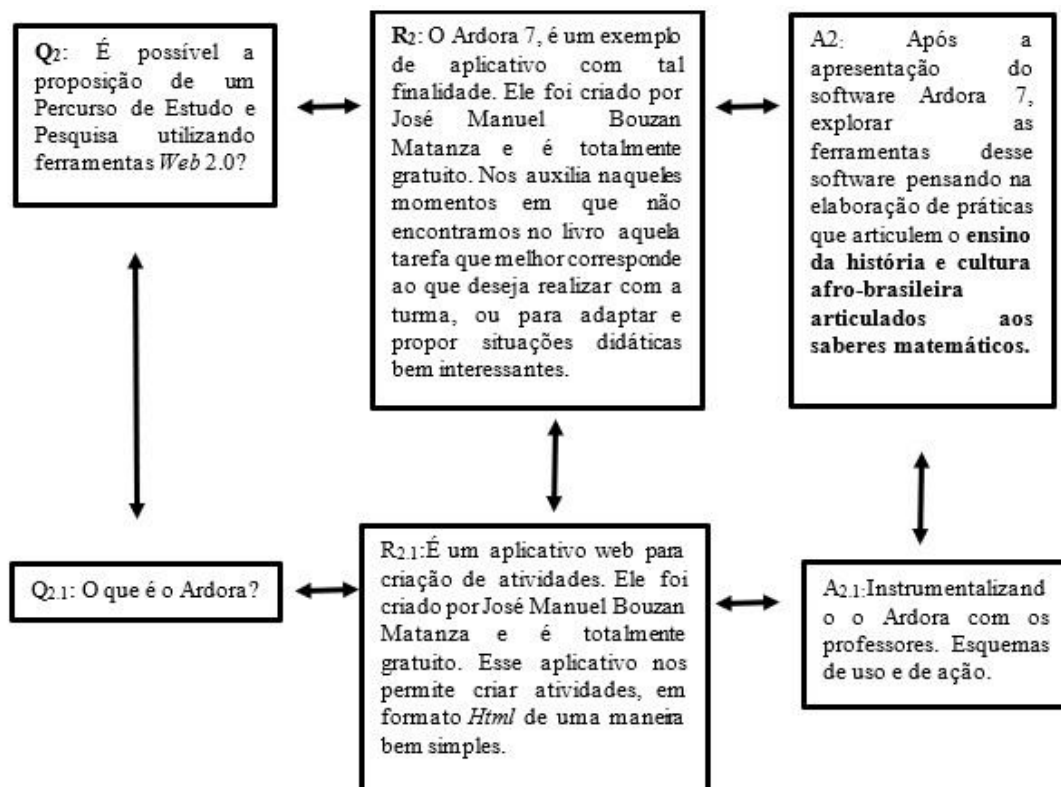 Q2: É possível a
proposição de um
Percurso de Estudo e
Pesquisa utilizando
ferramentas Web 2.0?
R2: O Ardora 7, é um exemplo
de aplicativo com tal
finalidade. Ele foi criado por
José Manuel Bouzan
Matanza e é totalmente
gratuito. Nos auxilia naqueles
momentos em que não
encontramos no livro aquela
tarefa que melhor corresponde
ao que deseja realizar com a
turma, ou para adaptar e
propor situações didáticas
bem interessantes.
A2: Após a
apresentação do
software Ardora 7,
explorar as
ferramentas desse
software pensando na
elaboração de práticas
que articulem o ensino
da história e cultura
afro-brasileira
articulados aos
saberes matemáticos.
Q2.1: O que é o Ardora?
R2.1:É um aplicativo web para
criação de atividades. Ele foi
criado por José Manuel Bouzan
Matanza e é totalmente
gratuito. Esse aplicativo nos
permite criar atividades, em
formato Html de uma maneira
bem simples.
A2.1:Instrumentalizand
o o Ardora com os
professores. Esquemas
de uso e de ação.